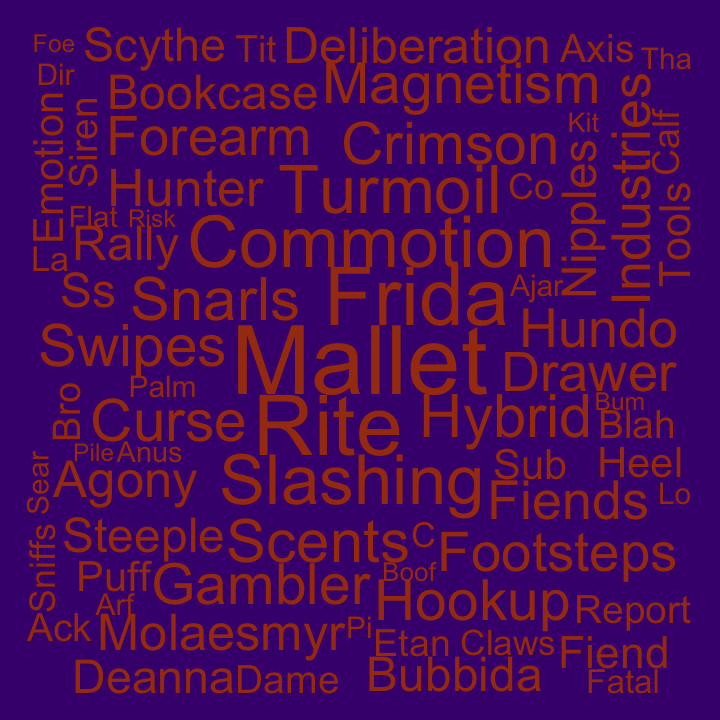 Foe Scythe Tit Deliberation Axis Tha
Dir Bookcase Magnetism
Emotion Siren Forearm Crimson Kit Nipples Industries Calf
Hunter Turmoil Co Tools
Flat Risk
La Rally Commotion
Ss Snarls Frida Ajar
Swipes Mallet Hundo
Palm Drawer
Bro Curse Rite Hybrid Bum Blah
Pile Anus
Sear Agony Slashing Sub Heel
Fiends Lo
Sniffs Steeple Scents C Footsteps
Puff Gambler Boof
Arf Hookup Report
Ack Molaesmyr Pi Etan Claws Fiend
Deanna Dame Bubbida Fatal